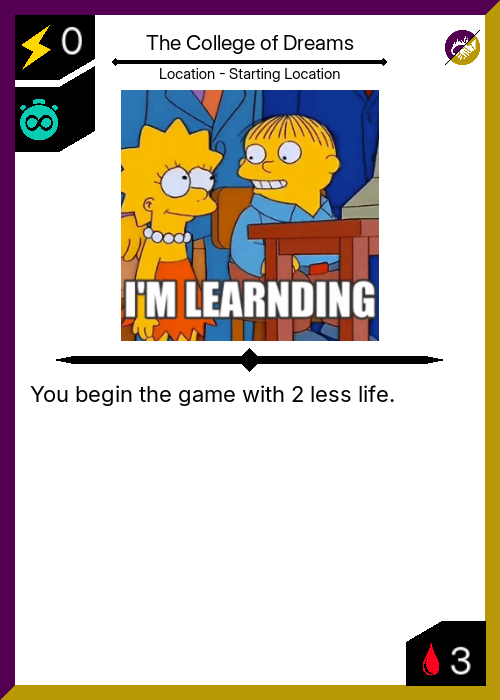 0
The College of Dreams
Location - Starting Location
I'M LEARNDING
You begin the game with 2 less life.
3